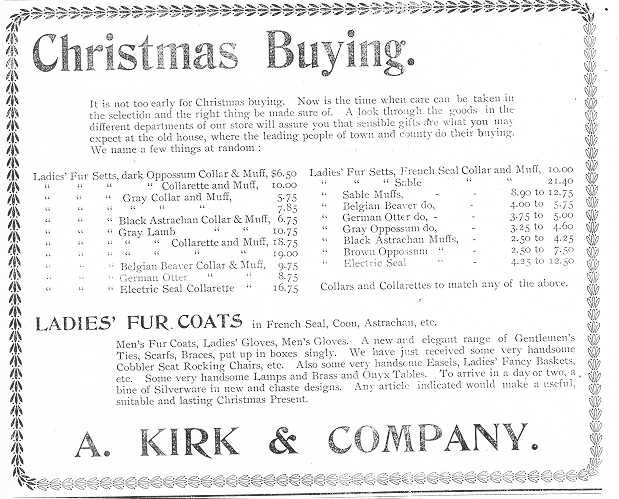 Christmas Buying.
It is not too early for Christmas buying. Now is the time when care can be taken in
the selection and the right thing be made sure of. A look through the goods in the
different departments of our store will assure you that sensible gifts are what you may
expect at the old house, where the leading people of town and county do their buying.
We name a few things at random :
Ladies' Fur Setts, dark Oppossum Collar & Muff, $6.50
" " " " Collarette and Muff, 10.00
" " " Gray Collar and Muff, 5.75
" " " " " " 7.85
" " " Black Astrachan Collar & Muff, 6.75
" " " Gray Lamb " " 10.75
" " " " Collarette and Muff, 18.75
" " " " " " 19.00
" " " Belgian Beaver Collar & Muff, 9.75
" " " German Otter " " 8.75
" " " Electric Seal Collarette " 16.75
Ladies' Fur Setts, French Seal Collar and Muff, 10.00
" " " Sable " " 21.40
" Sable Muffs, - - 8.90 to 12.75
" Belgian Beaver do, - - 4.00 to 5.75
" German Otter do, - - 3.75 to 5.00
" Gray Oppossum do, - 3.25 to 4.60
" Black Astrachan Muffs, - 2.50 to 4.25
" Brown Oppossum " - 2.50 to 7.50
" Electric Seal " - 4.25 to 12.50
Collars and Collarettes to match any of the above.
LADIES' FUR COATS in French Seal, Coon, Astrachan, etc.
Men's Fur Coats, Ladies' Gloves, Men's Gloves. A new and elegant range of Gentlemen's
Ties, Scarfs, Braces, put up in boxes singly. We have just received some very handsome
Cobbler Seat Rocking Chairs, etc. Also some very handsome Easels, Ladies' Fancy Baskets,
etc. Some very handsome Lamps and Brass and Onyx Tables. To arrive in a day or two, a
bine of Silverware in new and chaste designs. Any article indicated would make a useful,
suitable and lasting Christmas Present.
A. KIRK & COMPANY.